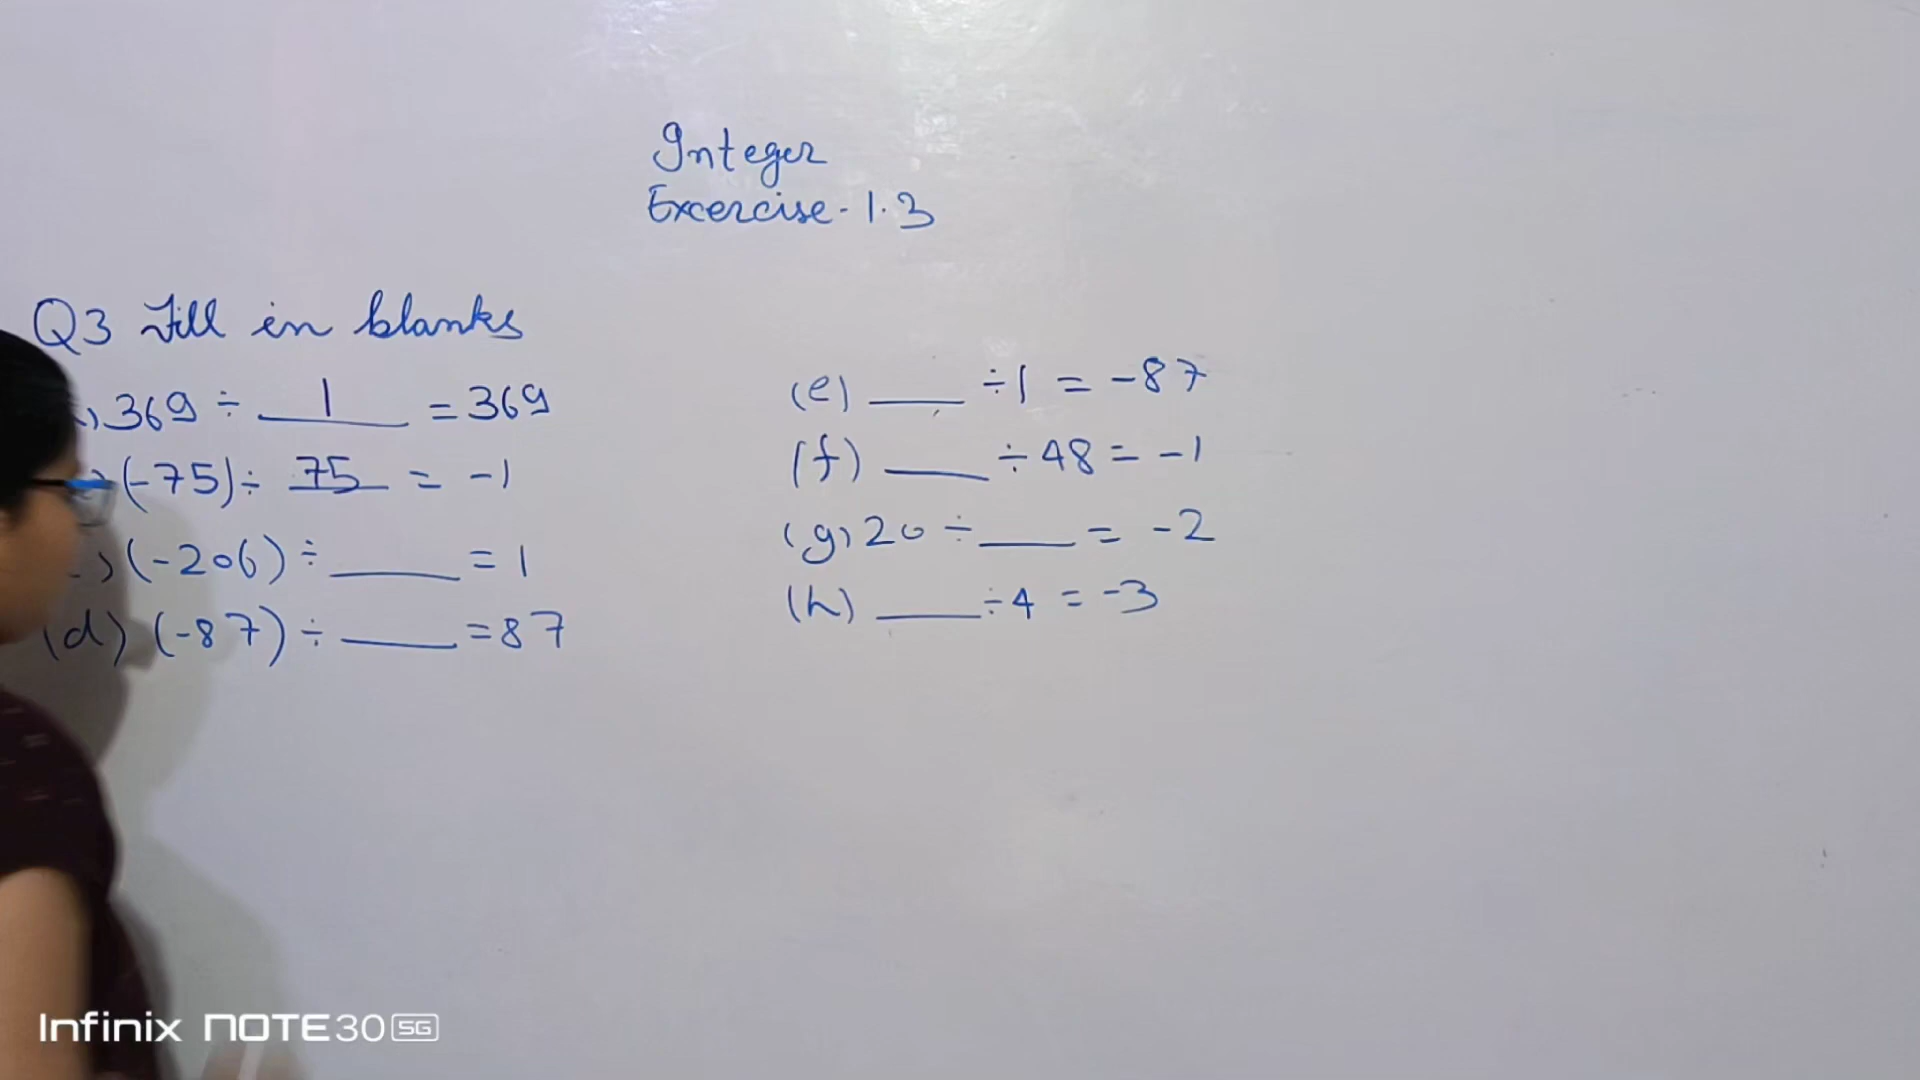 Integer
Excercise-1.3
Q3 Fill in blanks
)369 ÷ 1 = 369
)(-75)÷ 75 = -1
)(-206)÷ ____ = 1
(d) (-87)÷ ____ =87
(e) ____ ÷1 = -87
(f) ____ ÷48= -1
(g)20 ÷ ____ = -2
(h) ____ ÷4 = -3
Infinix NOTE30 5G